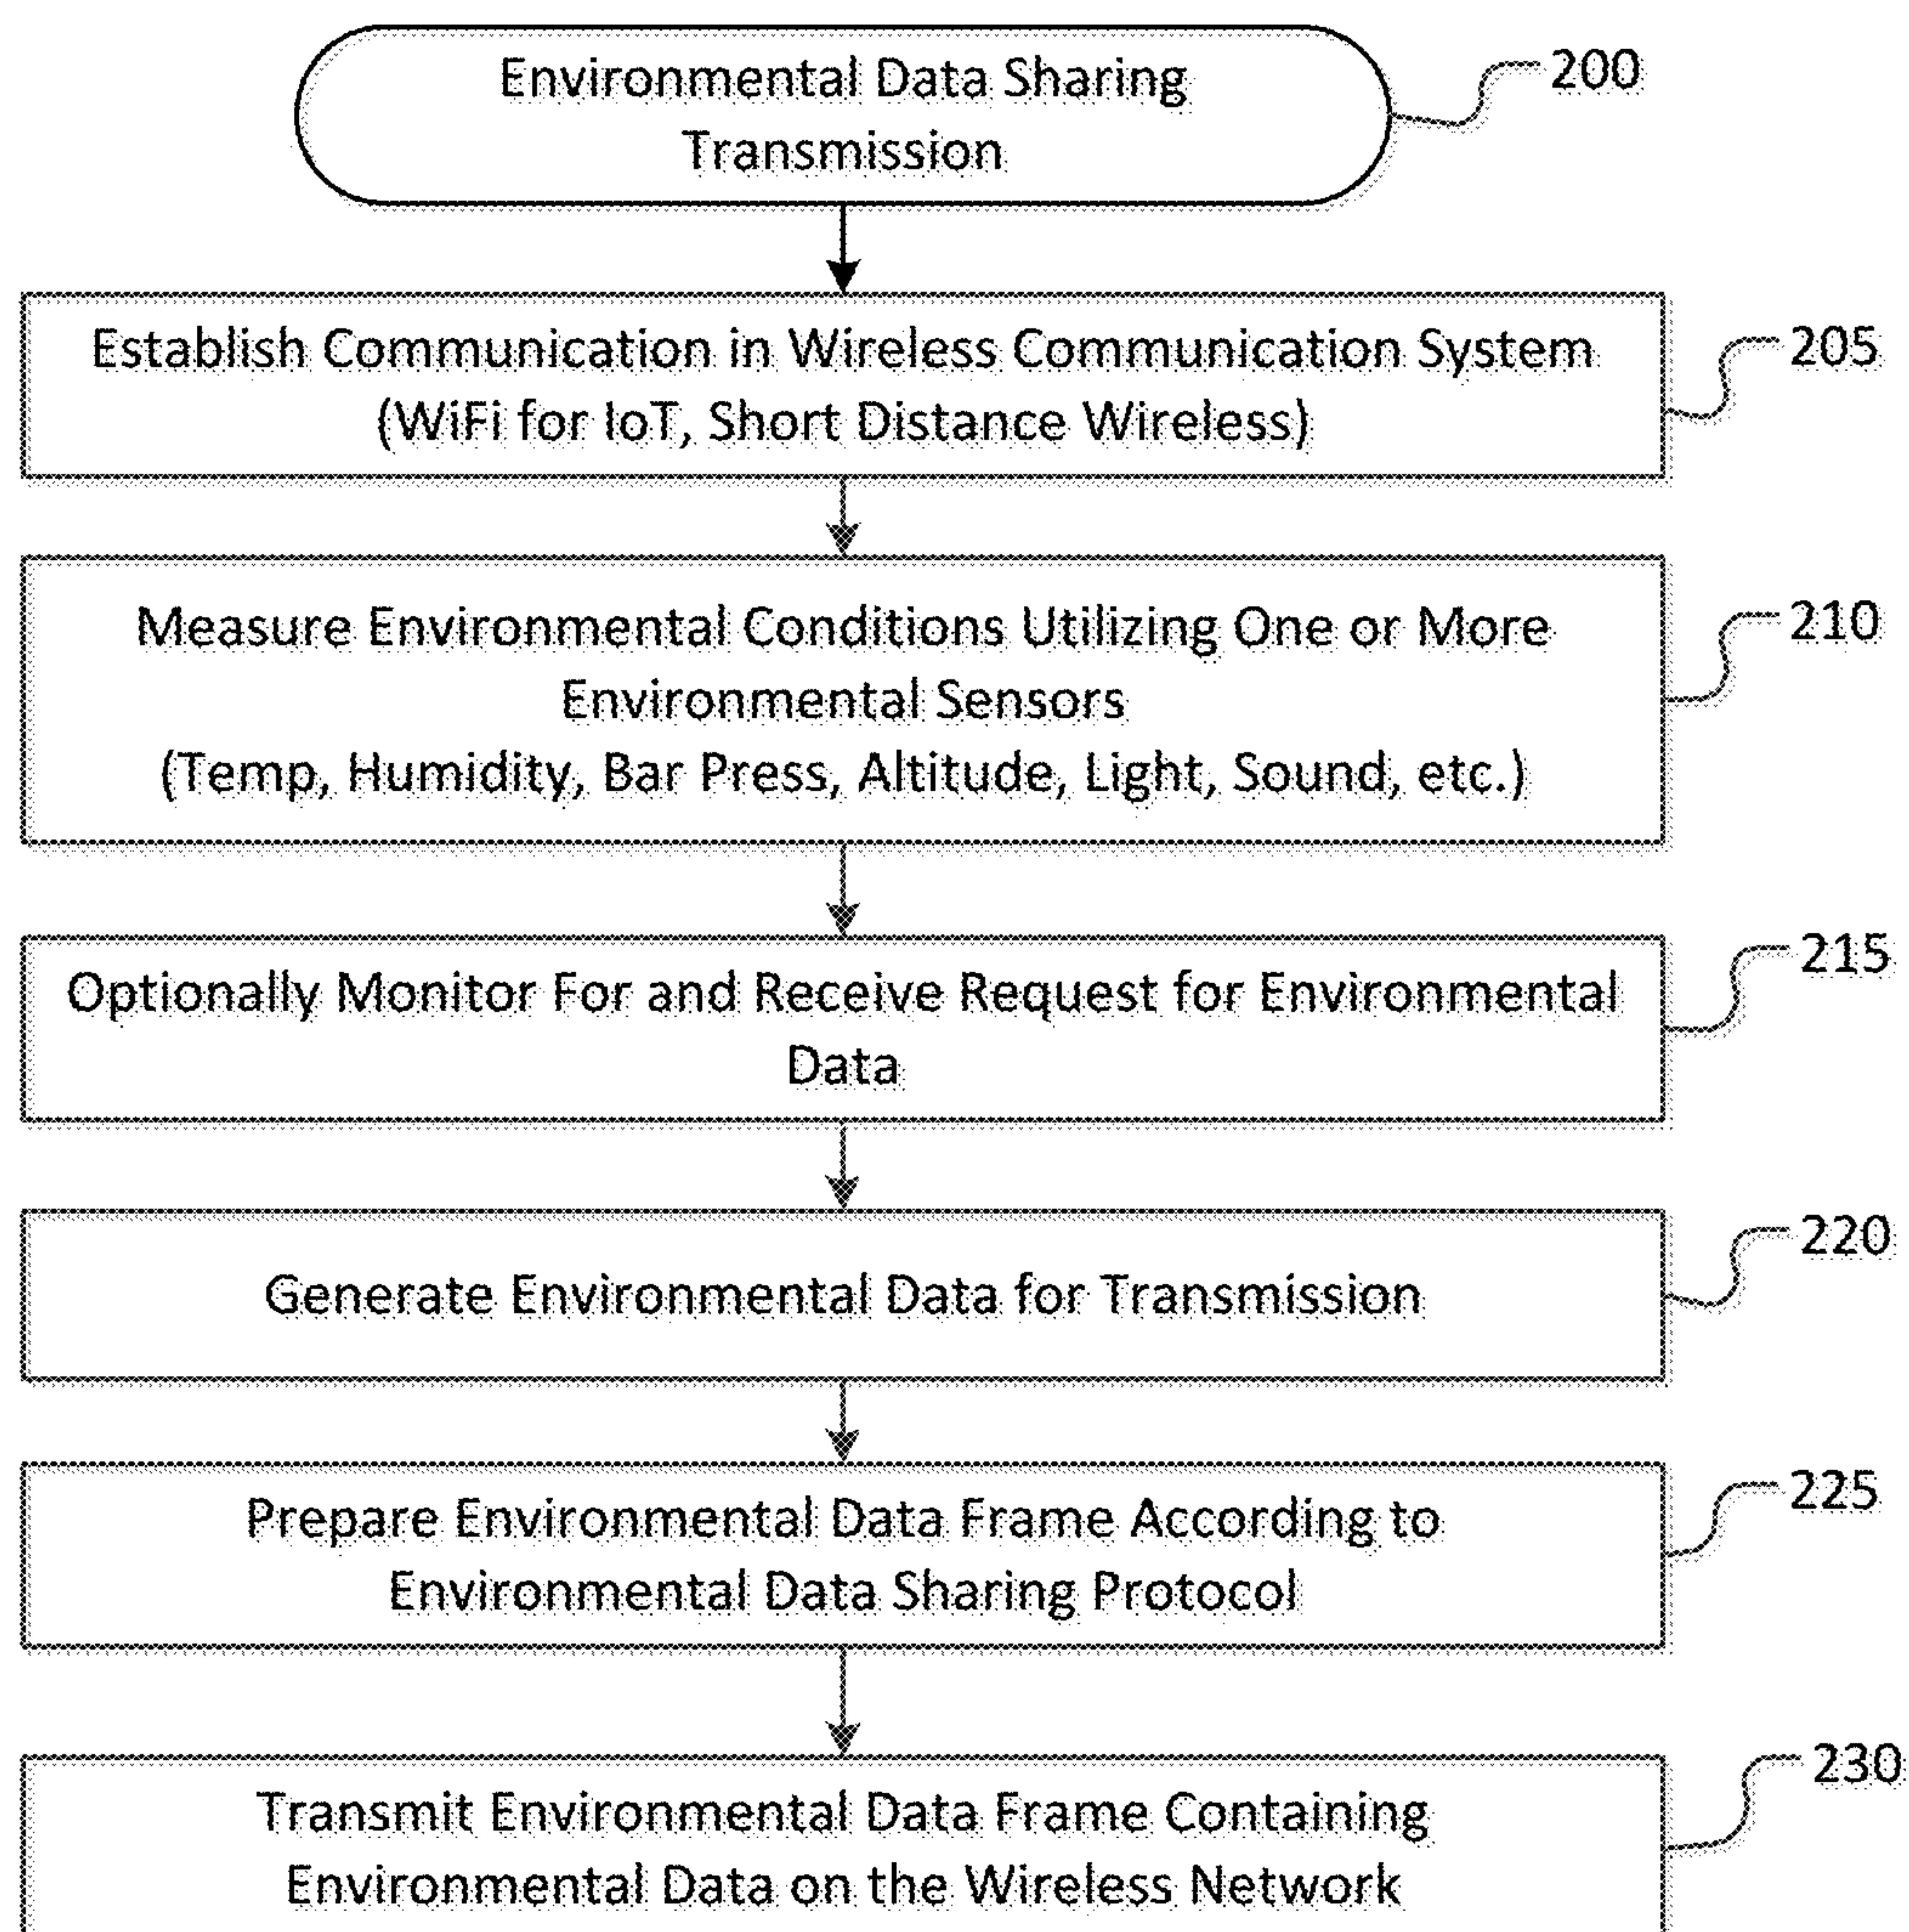 Environmental Data Sharing
Transmission
200
Establish Communication in Wireless Communication System
(WiFi for IoT, Short Distance Wireless)
205
Measure Environmental Conditions Utilizing One or More
Environmental Sensors
(Temp, Humidity, Bar Press, Altitude, Light, Sound, etc.)
210
Optionally Monitor For and Receive Request for Environmental
Data
215
Generate Environmental Data for Transmission
220
Prepare Environmental Data Frame According to
Environmental Data Sharing Protocol
225
Transmit Environmental Data Frame Containing
Environmental Data on the Wireless Network
230